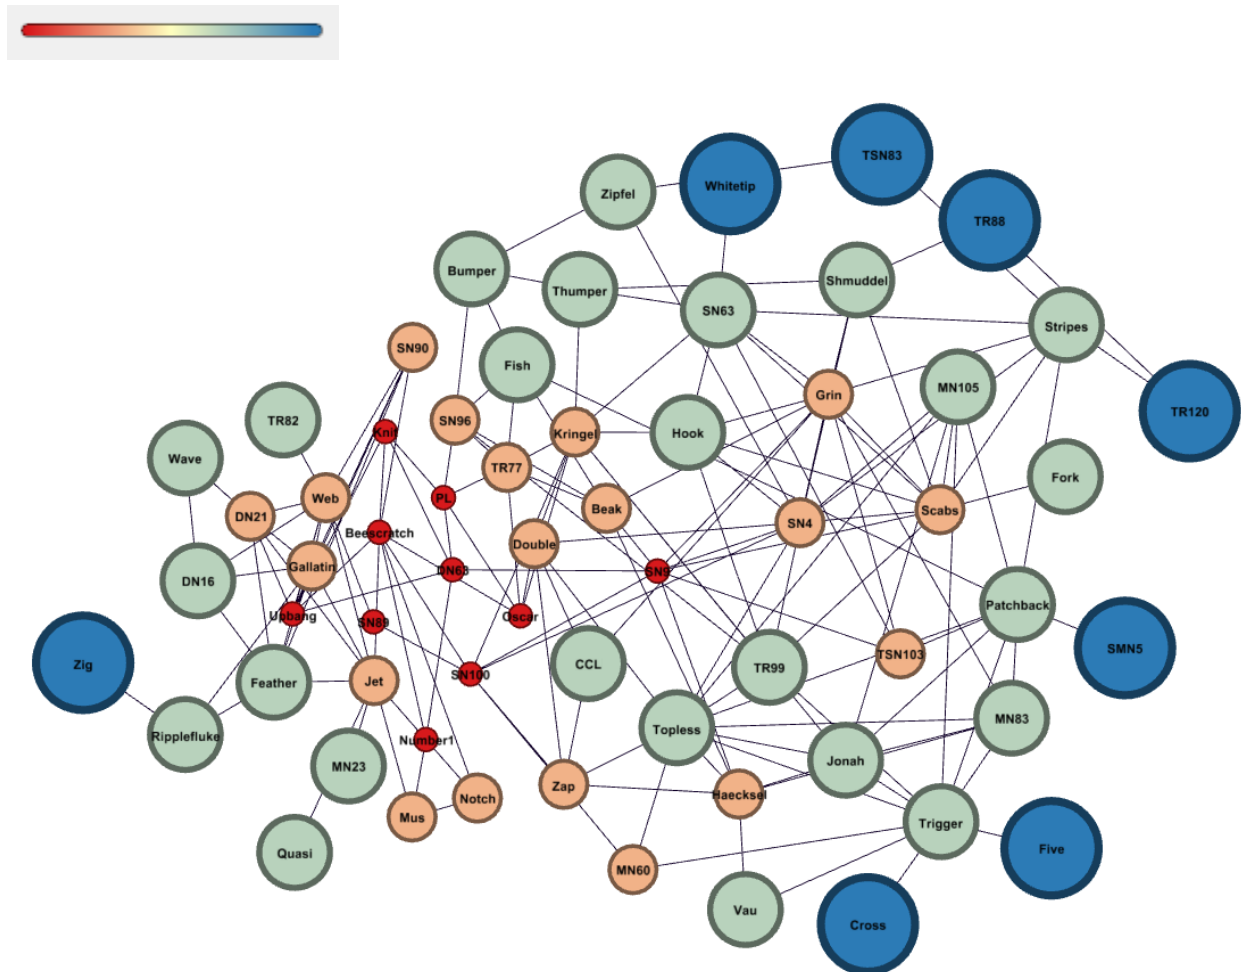 TSN83
Whitetip
Zipfel
TR88
Bumper
Shmuddel
Thumper
SN63
Stripes
SN90
Fish
MN105
Grin
TR120
TR82
SN96
Knit
Kringel
Hook
Wave
TR77
Fork
Web
PL
Beak
Scabs
DN21
SN4
Beescratch
Double
Gallatin
DN63
SN9
DN16
Patchback
Upbang
Oscar
SN89
SMN5
TSN103
Zig
CCL
TR99
SN100
Feather
Jet
MN83
Topless
Ripplefluke
Number1
Jonah
MN23
Zap
Haecksel
Notch
Mus
Trigger
Five
Quasi
MN60
Vau
Cross